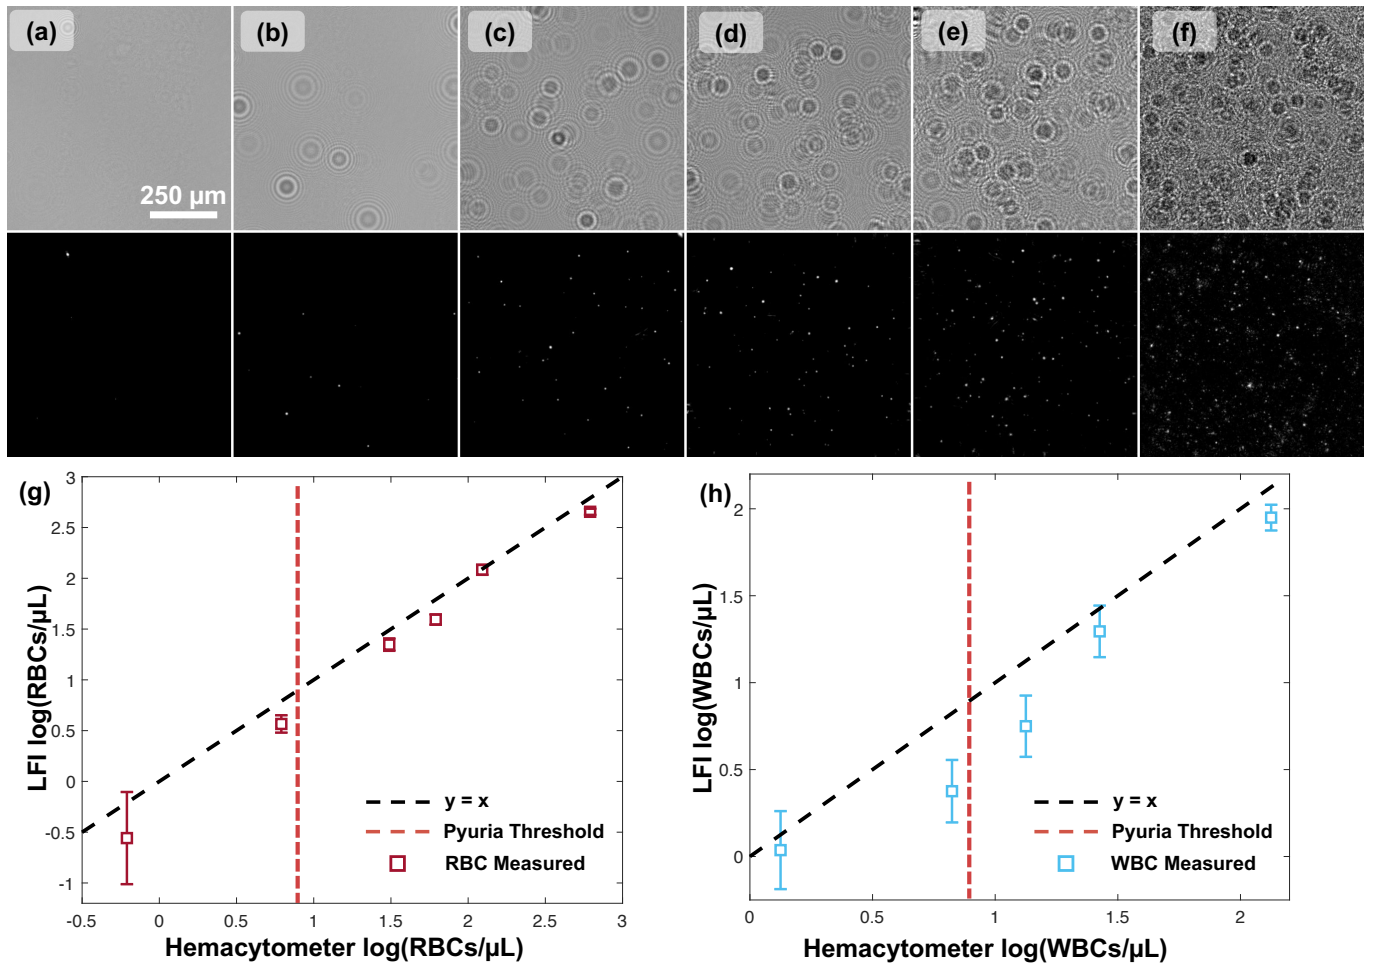 (a)
(b)
(c)
(d)
(e)
(f)
250 µm
(g)
3
2.5
2
1.5
1
0.5
0
-0.5
-1
LFI log(RBCs/µL)
y = x
Pyuria Threshold
RBC Measured
-0.5
0
0.5
1
1.5
2
2.5
3
Hemacytometer log(RBCs/µL)
(h)
2
1.5
1
0.5
0
LFI log(WBCs/µL)
y = x
Pyuria Threshold
WBC Measured
0
0.5
1
1.5
2
Hemacytometer log(WBCs/µL)